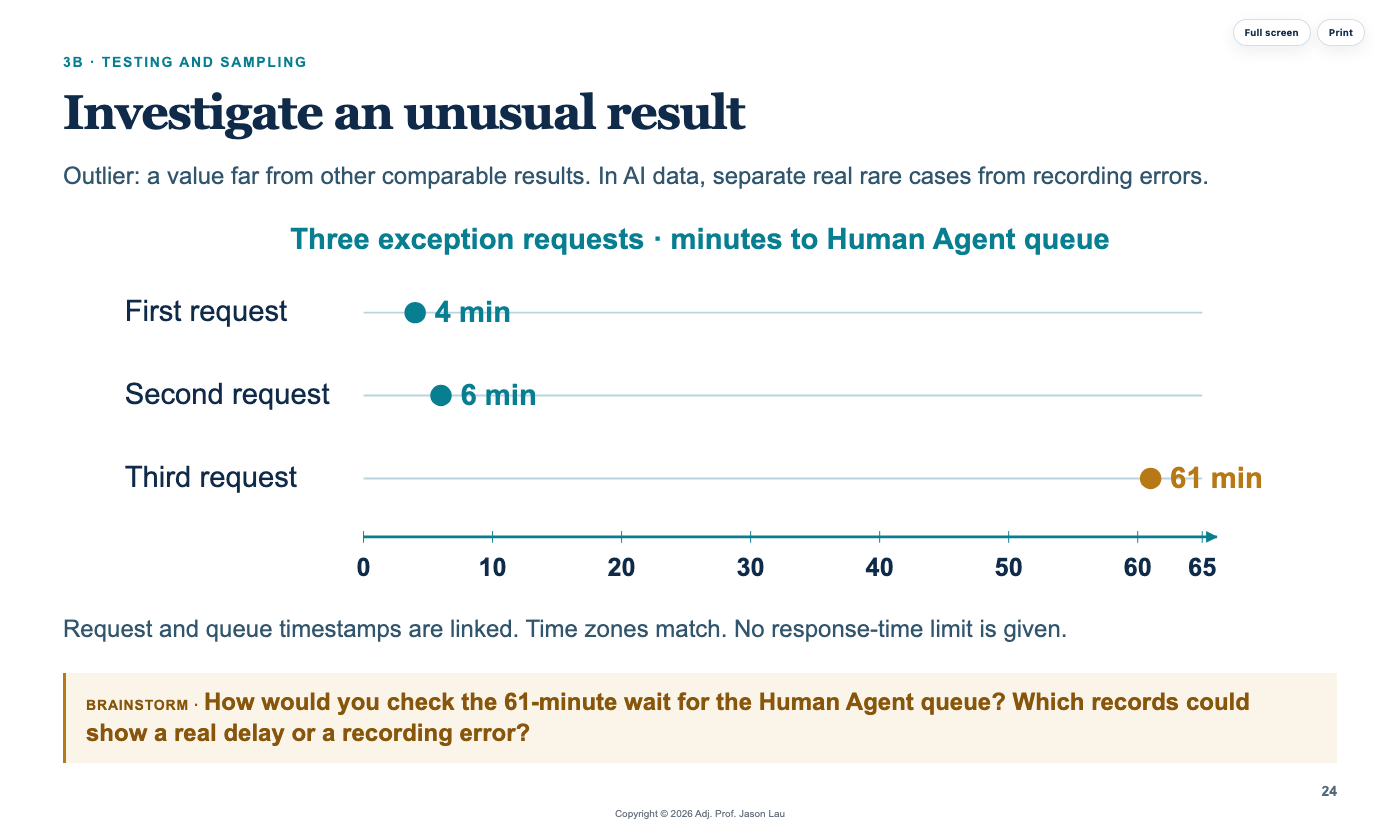 Full screen
Print
3B · TESTING AND SAMPLING
Investigate an unusual result
Outlier: a value far from other comparable results. In AI data, separate real rare cases from recording errors.
Three exception requests · minutes to Human Agent queue
First request
4 min
Second request
6 min
Third request
61 min
0 10 20 30 40 50 60 65
Request and queue timestamps are linked. Time zones match. No response-time limit is given.
BRAINSTORM · How would you check the 61-minute wait for the Human Agent queue? Which records could
show a real delay or a recording error?
24
Copyright © 2026 Adj. Prof. Jason Lau